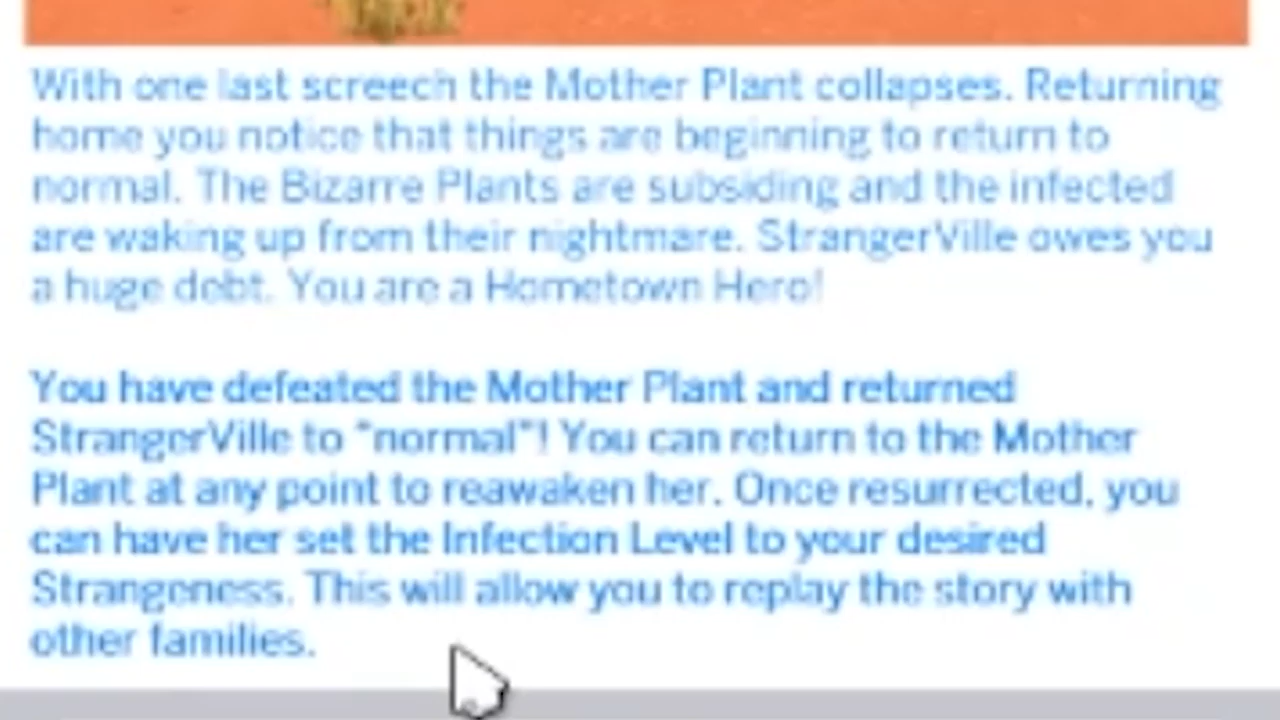 With one last screech the Mother Plant collapses. Returning
home you notice that things are beginning to return to
normal. The Bizarre Plants are subsiding and the infected
are waking up from their nightmare. StrangerVille owes you
a huge debt. You are a Hometown Hero!
You have defeated the Mother Plant and returned
StrangerVille to "normal"! You can return to the Mother
Plant at any point to reawaken her. Once resurrected, you
can have her set the Infection Level to your desired
Strangeness. This will allow you to replay the story with
other families.